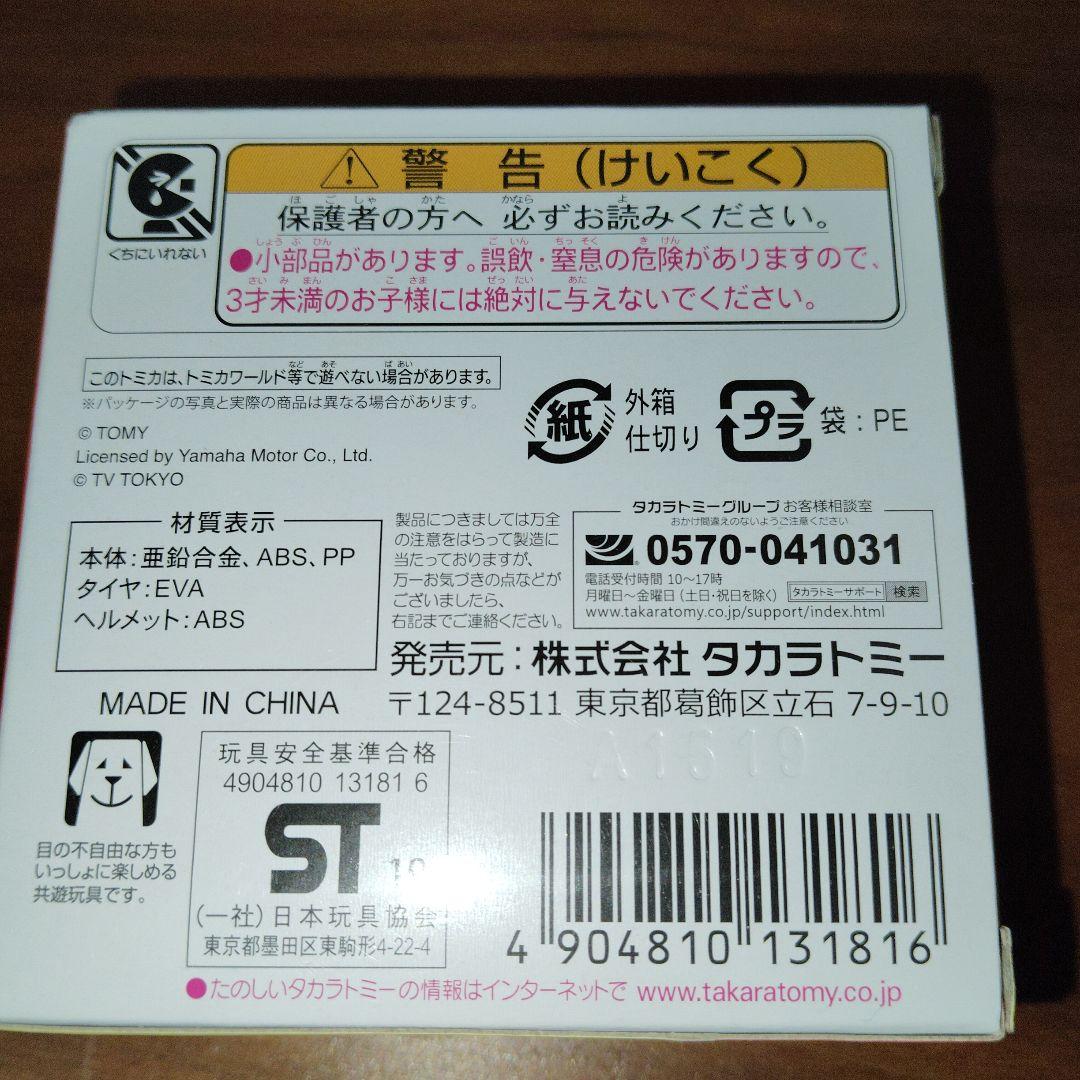 くちにいれない
警告(けいこく)
保護者の方へ 必ずお読みください。
●小部品があります。誤飲・窒息の危険がありますので、
3才未満のお子様には絶対に与えないでください。
このトミカは、トミカワールド等で遊べない場合があります。
※パッケージの写真と実際の商品は異なる場合があります。
© TOMY
Licensed by Yamaha Motor Co., Ltd.
© TV TOKYO
紙
外箱
仕切り
プラ
袋:PE
材質表示
本体:亜鉛合金、ABS、PP
タイヤ:EVA
ヘルメット:ABS
製品につきましては万全
の注意をはらって製造に
当たっておりますが、
万一お気づきの点などが
ございましたら、
右記までご連絡ください。
タカラトミーグループ お客様相談室
おかけ間違えのないようご注意ください
0570-041031
電話受付時間 10〜17時
月曜日〜金曜日(土日・祝日を除く)
タカラトミーサポート 検索
www.takaratomy.co.jp/support/index.html
発売元:株式会社 タカラトミー
〒124-8511 東京都葛飾区立石 7-9-10
MADE IN CHINA
A1619
目の不自由な方も
いっしょに楽しめる
共遊玩具です。
玩具安全基準合格
4904810 13181 6
ST
16
(一社)日本玩具協会
東京都墨田区東駒形4-22-4
4 904810 131816
●たのしいタカラトミーの情報はインターネットで www.takaratomy.co.jp